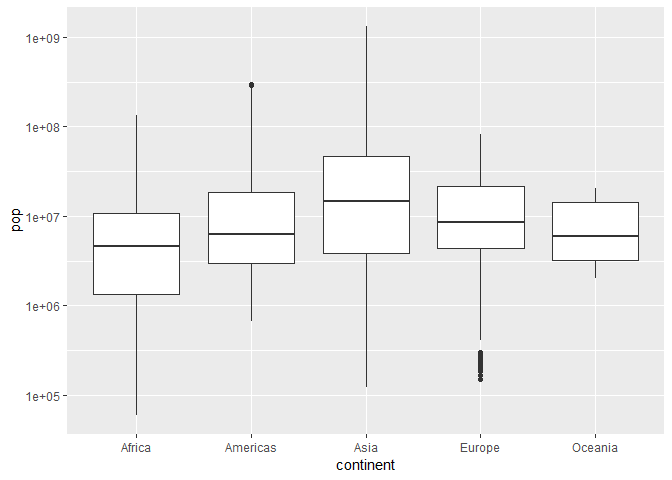 1e+09
1e+08
1e+07
1e+06
1e+05
pop
Africa
Americas
Asia
Europe
Oceania
continent